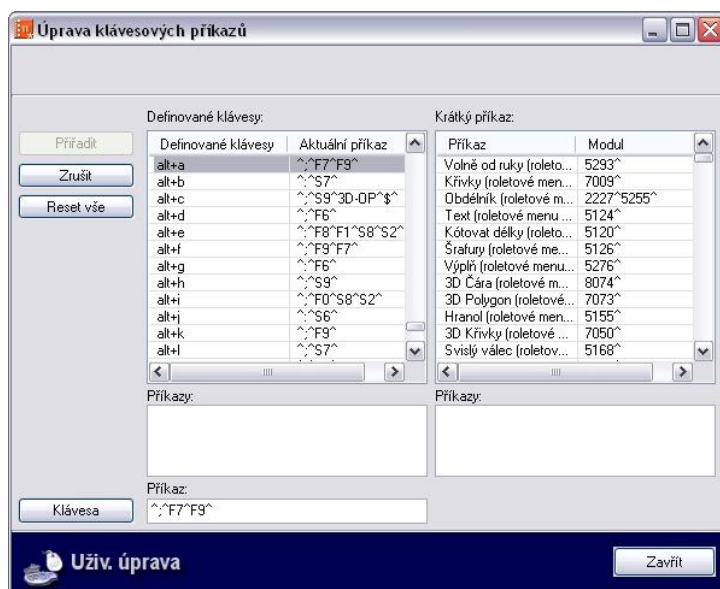 Úprava klávesových příkazů
Definované klávesy:
Krátký příkaz:
Přiřadit
Zrušit
Reset vše
Definované klávesy Aktuální příkaz
alt+a ^;^F7^F9^
alt+b ^:^S7^
alt+c ^;^S9^3D-OP^$^
alt+d ^;^F6^
alt+e ^:^F8^F1^S8^S2^
alt+f ^;^F9^F7^
alt+g ^:^F6^
alt+h ^;^S9^
alt+i ^;^F0^S8^S2^
alt+j ^:^S6^
alt+k ^;^F9^
alt+l ^;^S7^
Příkaz Modul
Volně od ruky (roleto... 5293^
Křivky (roletové men... 7009^
Obdélník (roletové m... 2227^5255^
Text (roletové menu ... 5124^
Kótovat délky (roleto... 5120^
Šrafury (roletové me... 5126^
Výplň (roletové menu... 5276^
3D Čára (roletové m... 8074^
3D Polygon (roletové... 7073^
Hranol (roletové men... 5155^
3D Křivky (roletové ... 7050^
Svislý válec (roletov... 5168^
Příkazy:
Příkazy:
Příkaz:
Klávesa
^;^F7^F9^
Uživ. úprava
Zavřít